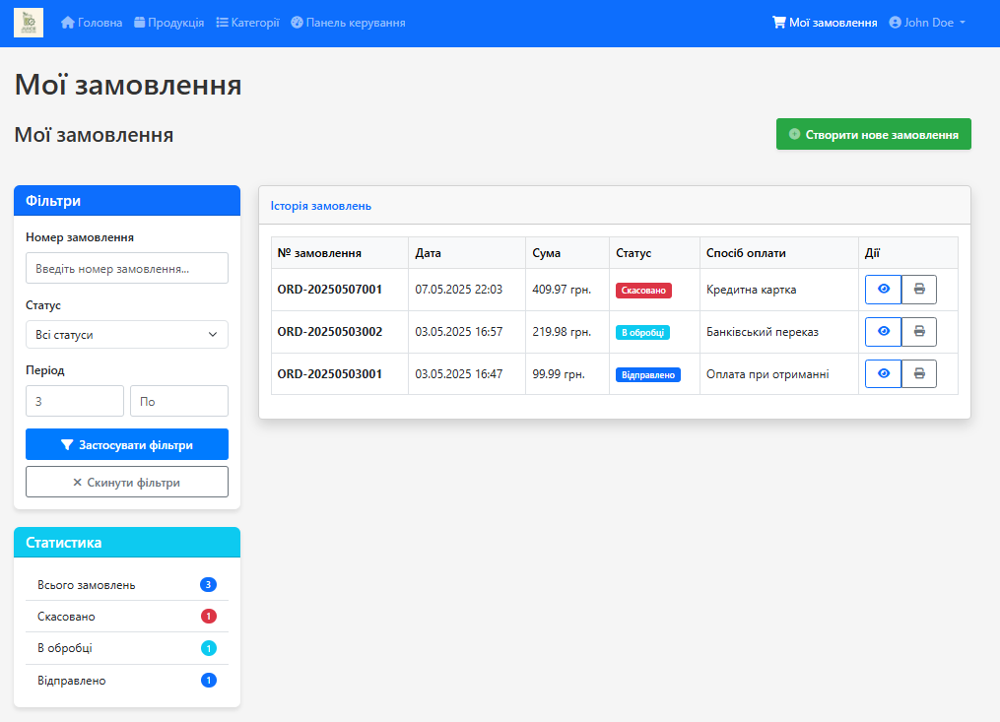 Головна Продукція Категорії Панель керування Мої замовлення John Doe
Мої замовлення
Мої замовлення
Створити нове замовлення
Фільтри
Номер замовлення
Введіть номер замовлення...
Статус
Всі статуси
Період
З По
Застосувати фільтри
Скинути фільтри
Статистика
Всього замовлень 3
Скасовано 1
В обробці 1
Відправлено 1
Історія замовлень
№ замовлення Дата Сума Статус Спосіб оплати Дії
ORD-20250507001 07.05.2025 22:03 409.97 грн. Скасовано Кредитна картка
ORD-20250503002 03.05.2025 16:57 219.98 грн. В обробці Банківський переказ
ORD-20250503001 03.05.2025 16:47 99.99 грн. Відправлено Оплата при отриманні